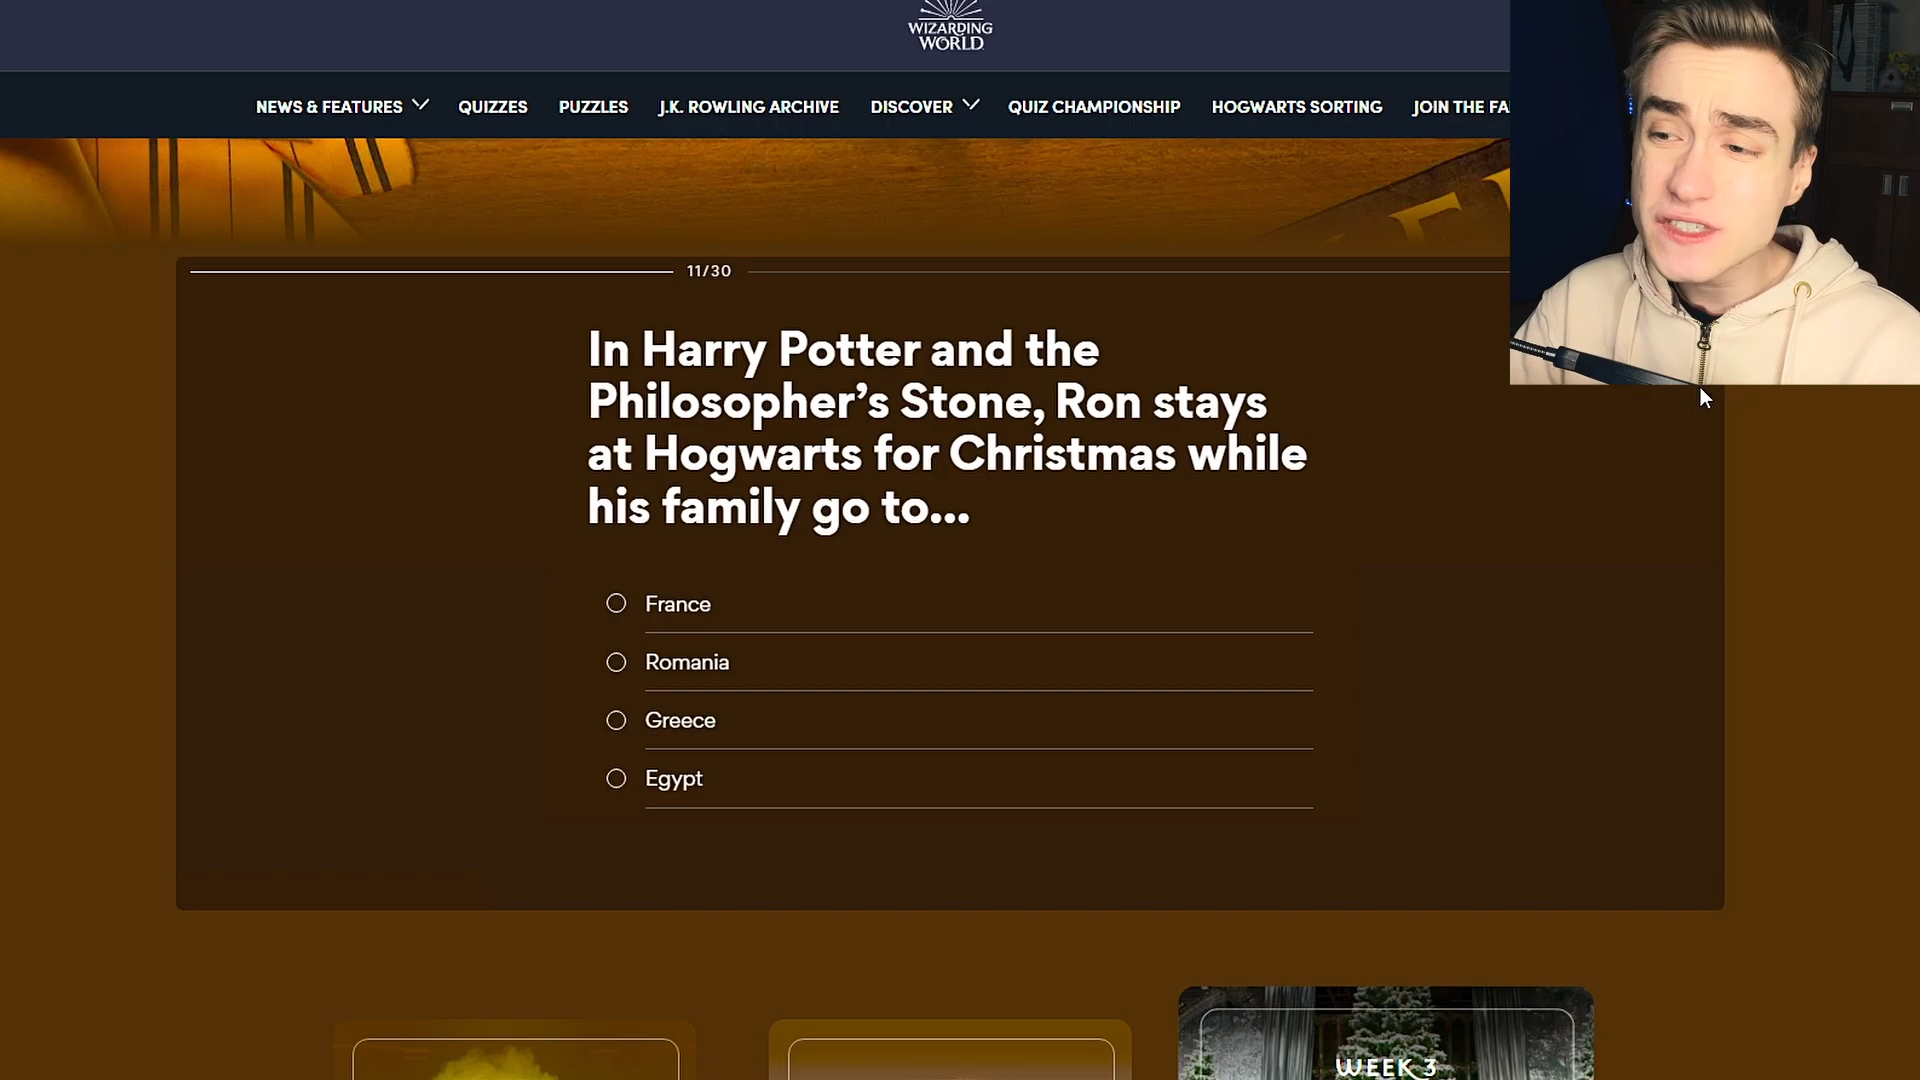 WIZARDING
WORLD
NEWS & FEATURES QUIZZES PUZZLES J.K. ROWLING ARCHIVE DISCOVER QUIZ CHAMPIONSHIP HOGWARTS SORTING JOIN THE
11/30
In Harry Potter and the
Philosopher’s Stone, Ron stays
at Hogwarts for Christmas while
his family go to...
France
Romania
Greece
Egypt
WEEK 3